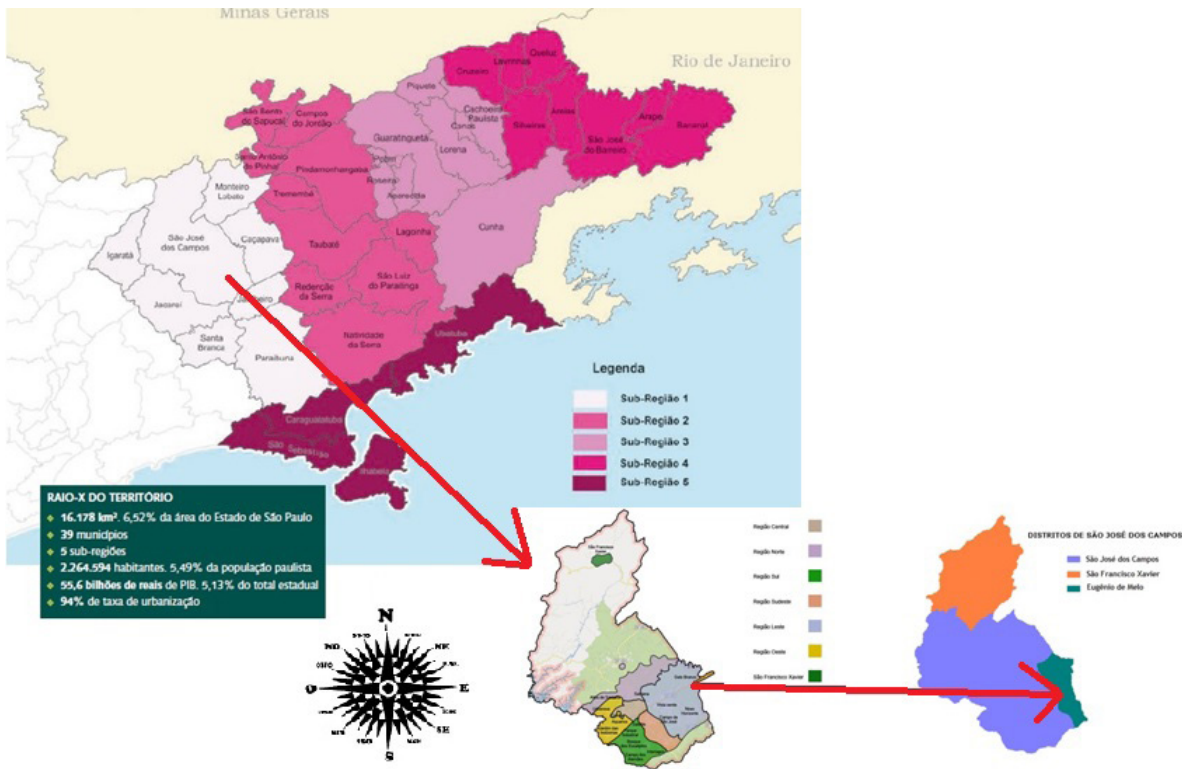 Minas Gerais
Rio de Janeiro
Queluz
Lavrinhas
Cruzeiro
Piquete
Cachoeira
Paulista
Canas
Areias
Arapeí
Bananal
Silveiras
São José
do Barreiro
São Bento
de Sapucaí
Campos
do Jordão
Guaratinguetá
Lorena
Santo Antônio
do Pinhal
Pindamonhangaba
Potim
Roseira
Aparecida
Monteiro
Lobato
Tremembé
Cunha
São José
dos Campos
Caçapava
Taubaté
Lagoinha
Igaratá
Redenção
da Serra
São Luiz
do Paraitinga
Jacareí
Santa
Branca
Paraibuna
Natividade
da Serra
Ubatuba
Caraguatatuba
São Sebastião
Ilhabela
Legenda
Sub-Região 1
Sub-Região 2
Sub-Região 3
Sub-Região 4
Sub-Região 5
RAIO-X DO TERRITÓRIO
16.178 km². 6,52% da área do Estado de São Paulo
39 municípios
5 sub-regiões
2.264.594 habitantes. 5,49% da população paulista
55,6 bilhões de reais de PIB. 5,13% do total estadual
94% de taxa de urbanização
N
E
S
São Francisco
Xavier
Região Central
Região Norte
Região Sul
Região Sudeste
Região Leste
Região Oeste
São Francisco Xavier
DISTRITOS DE SÃO JOSÉ DOS CAMPOS
São José dos Campos
São Francisco Xavier
Eugênio de Melo